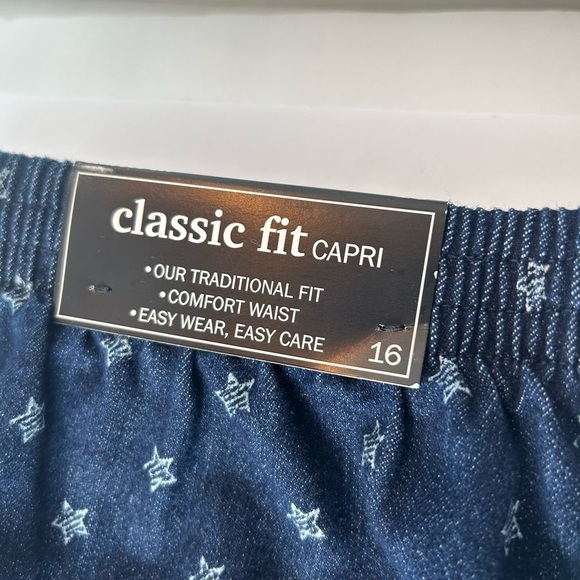 classic fit CAPRI
•OUR TRADITIONAL FIT
•COMFORT WAIST
•EASY WEAR, EASY CARE
16